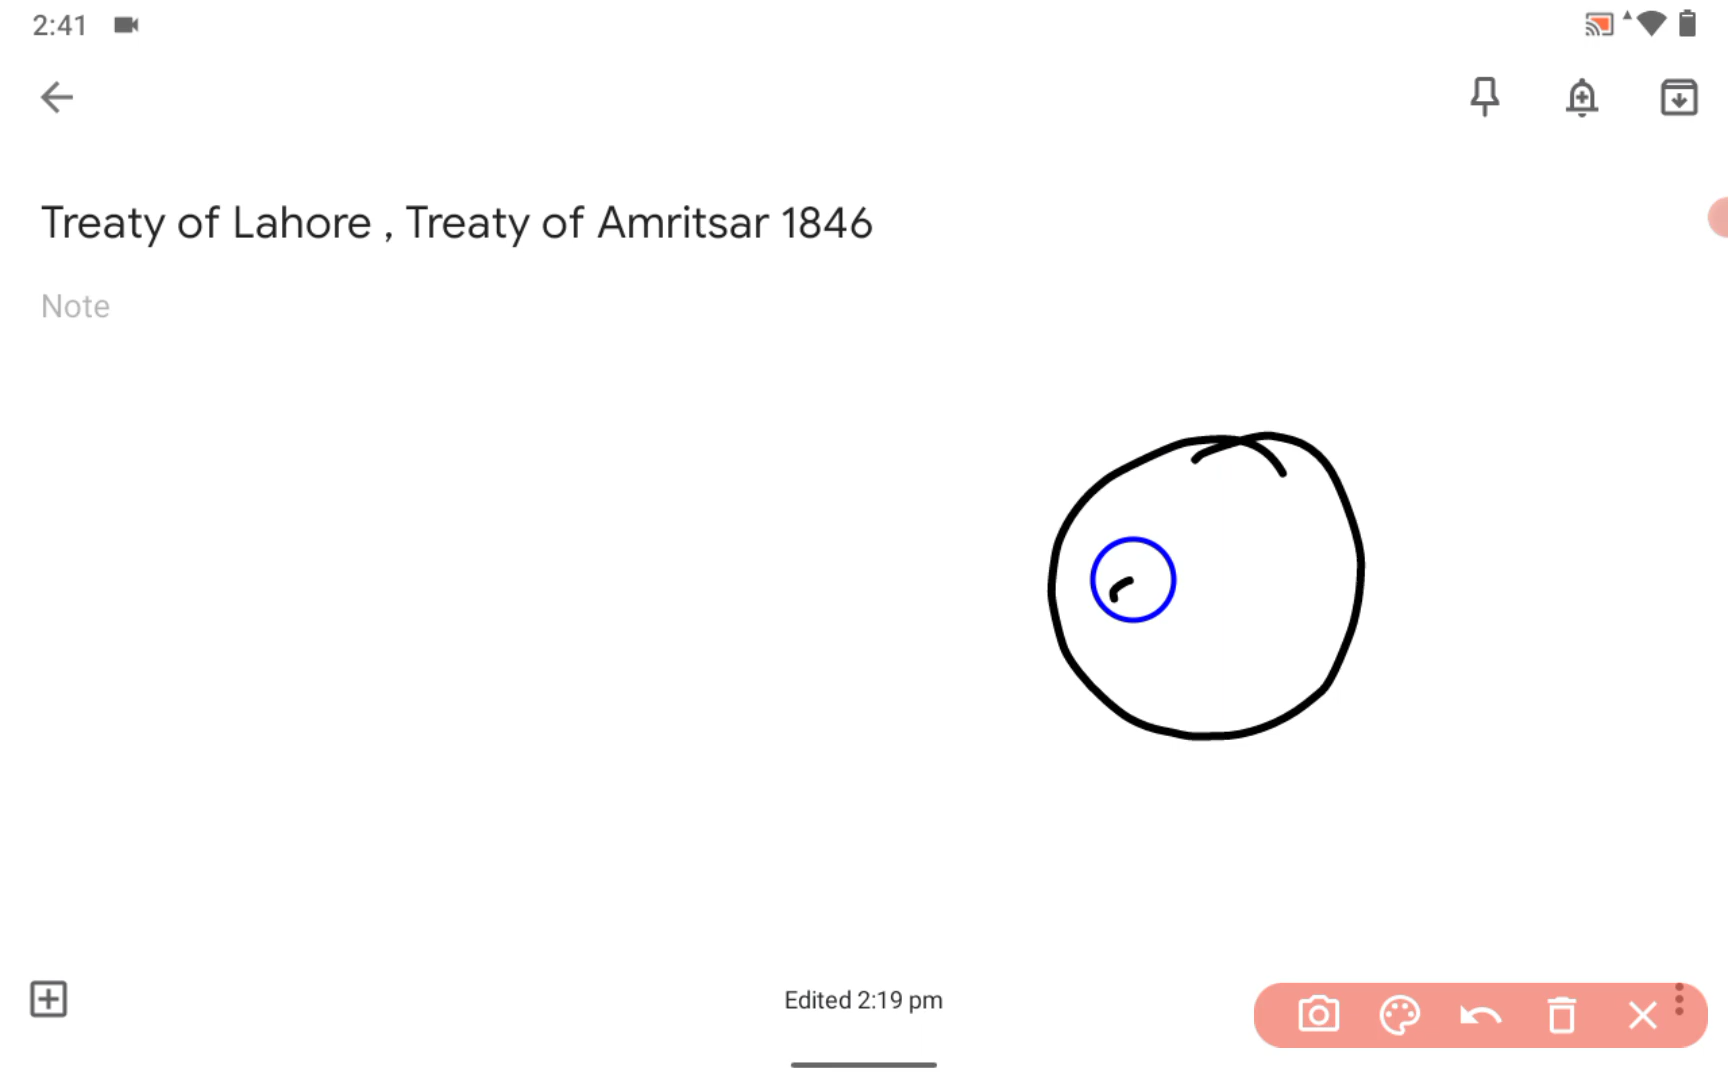 2:41
Treaty of Lahore , Treaty of Amritsar 1846
Note
Edited 2:19 pm